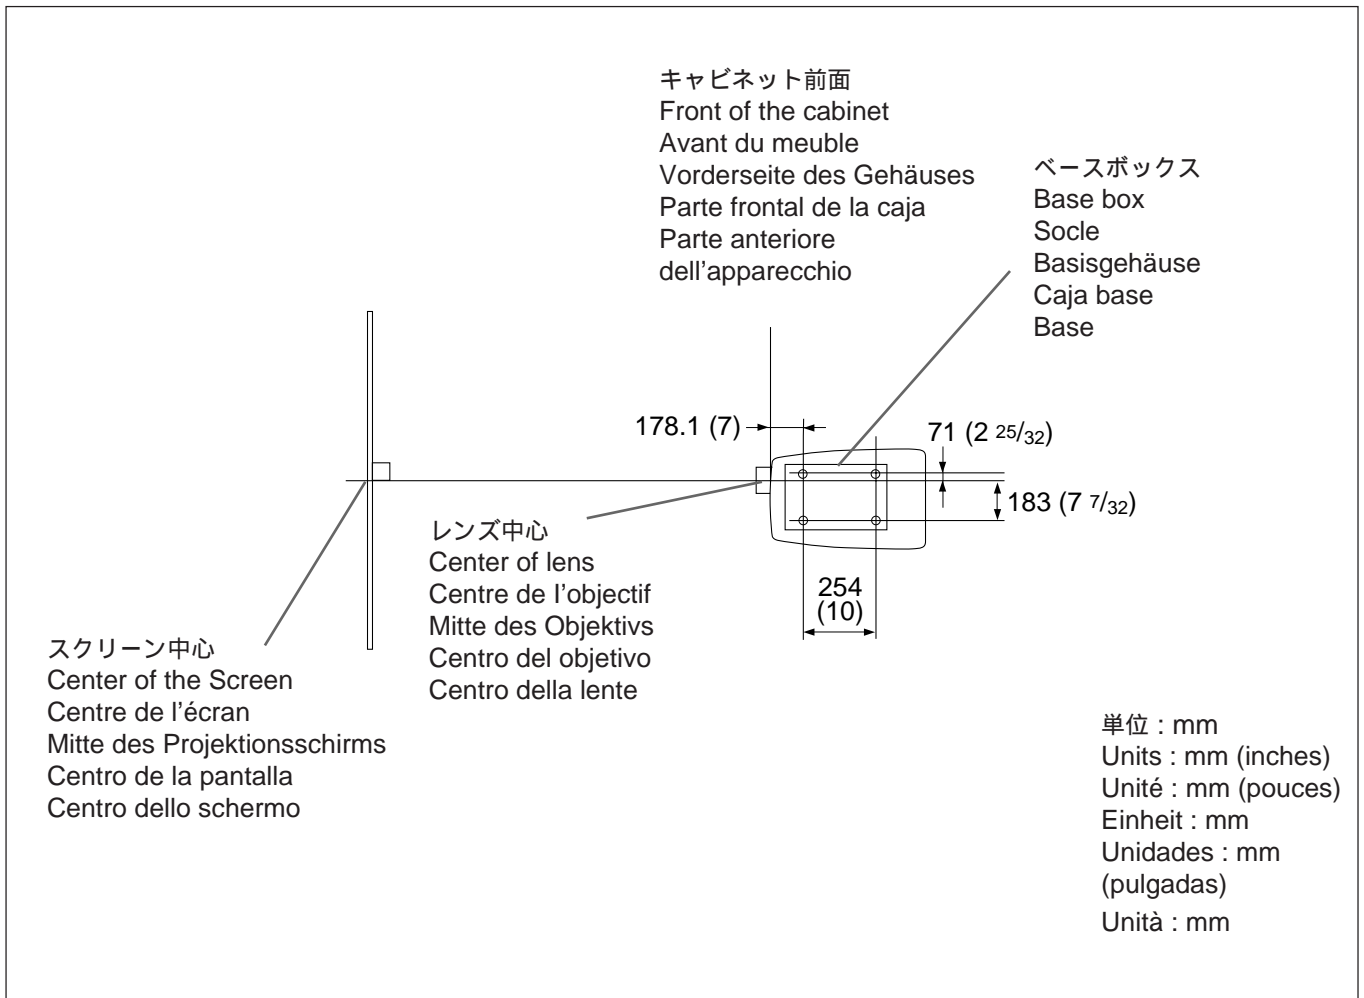 キャビネット前面
Front of the cabinet
Avant du meuble
Vorderseite des Gehäuses
Parte frontal de la caja
Parte anteriore
dell’apparecchio
ベースボックス
Base box
Socle
Basisgehäuse
Caja base
Base
178.1 (7)
71 (2 25/32)
183 (7 7/32)
254
(10)
レンズ中心
Center of lens
Centre de l’objectif
Mitte des Objektivs
Centro del objetivo
Centro della lente
スクリーン中心
Center of the Screen
Centre de l’écran
Mitte des Projektionsschirms
Centro de la pantalla
Centro dello schermo
単位 : mm
Units : mm (inches)
Unité : mm (pouces)
Einheit : mm
Unidades : mm
(pulgadas)
Unità : mm